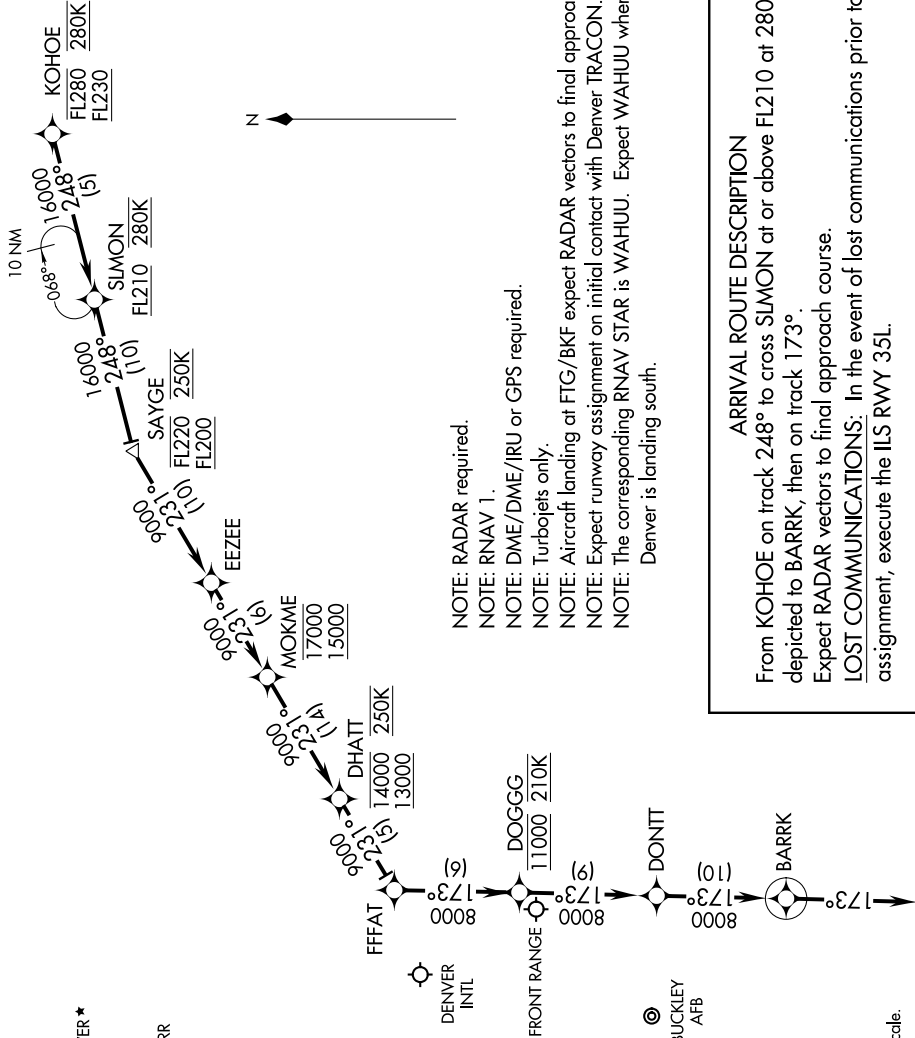 KOHOE
FL280 280K
FL230
16000
248°
(5)
10 NM
068°
SLMON
FL210 280K
16000
248°
(10)
SAYGE
FL220 250K
FL200
9000
231°
(10)
EEZEE
9000
231°
(6)
MOKME
17000
15000
9000
231°
(14)
DHATT
14000 250K
13000
9000
231°
(5)
FFFAT
(6)
173°
8000
DOGGG
11000 210K
FRONT RANGE
(9)
173°
8000
DONTT
(10)
173°
8000
BARRK
173°
DENVER
INTL
BUCKLEY
AFB
N
NOTE: RADAR required.
NOTE: RNAV 1.
NOTE: DME/DME/IRU or GPS required.
NOTE: Turbojets only.
NOTE: Aircraft landing at FTG/BKF expect RADAR vectors to final approa
NOTE: Expect runway assignment on initial contact with Denver TRACON.
NOTE: The corresponding RNAV STAR is WAHUU. Expect WAHUU when
Denver is landing south.
ARRIVAL ROUTE DESCRIPTION
From KOHOE on track 248° to cross SLMON at or above FL210 at 280
depicted to BARRK, then on track 173°.
Expect RADAR vectors to final approach course.
LOST COMMUNICATIONS: In the event of lost communications prior to
assignment, execute the ILS RWY 35L.
ER★
RR
cale.